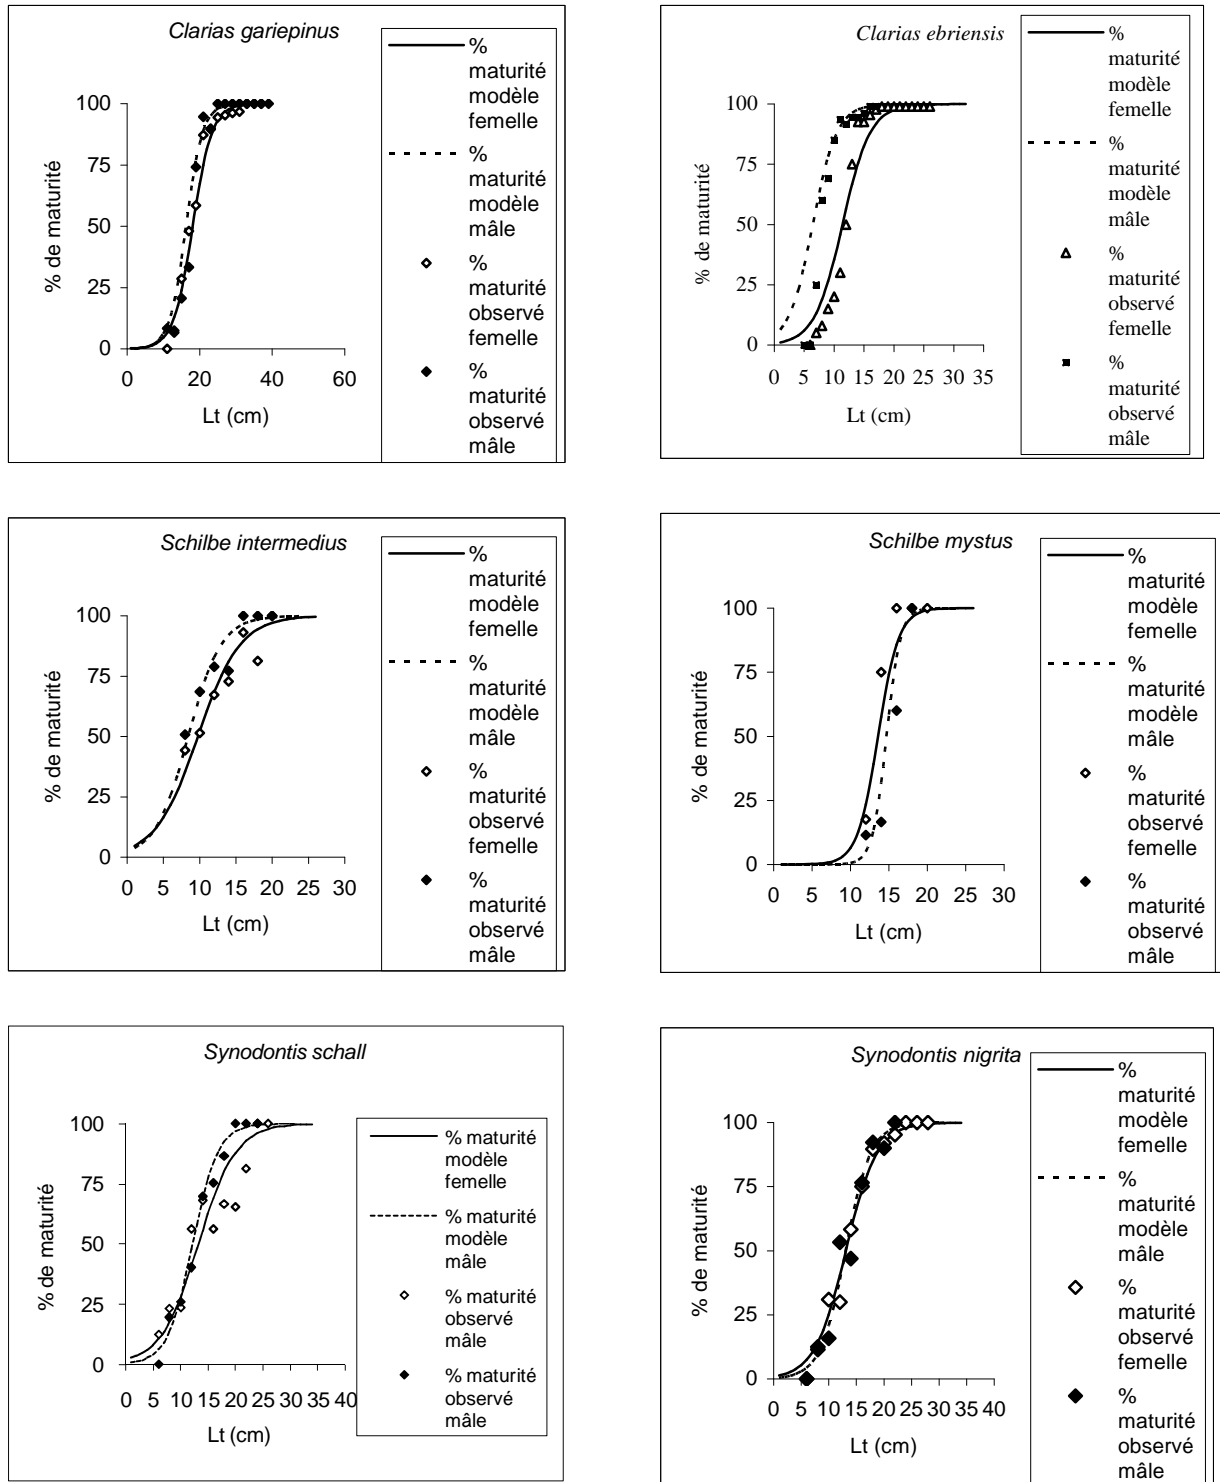 Clarias gariepinus
%
maturité
modèle
femelle
%
maturité
modèle
mâle
%
maturité
observé
femelle
%
maturité
observé
mâle
% de maturité
100
75
50
25
0
0 20 40 60
Lt (cm)
Clarias ebriensis
%
maturité
modèle
femelle
%
maturité
modèle
mâle
%
maturité
observé
femelle
%
maturité
observé
mâle
% de maturité
100
75
50
25
0
0 5 10 15 20 25 30 35
Lt (cm)
Schilbe intermedius
%
maturité
modèle
femelle
%
maturité
modèle
mâle
%
maturité
observé
femelle
%
maturité
observé
mâle
% de maturité
100
75
50
25
0
0 5 10 15 20 25 30
Lt (cm)
Schilbe mystus
%
maturité
modèle
femelle
%
maturité
modèle
mâle
%
maturité
observé
femelle
%
maturité
observé
mâle
% de maturité
100
75
50
25
0
0 5 10 15 20 25 30
Lt (cm)
Synodontis schall
% maturité
modèle
femelle
% maturité
modèle
mâle
% maturité
observé
mâle
% maturité
observé
mâle
% de maturité
100
75
50
25
0
0 5 10 15 20 25 30 35 40
Lt (cm)
Synodontis nigrita
%
maturité
modèle
femelle
%
maturité
modèle
mâle
%
maturité
observé
femelle
%
maturité
observé
mâle
% de maturité
100
75
50
25
0
0 5 10 15 20 25 30 35 40
Lt (cm)